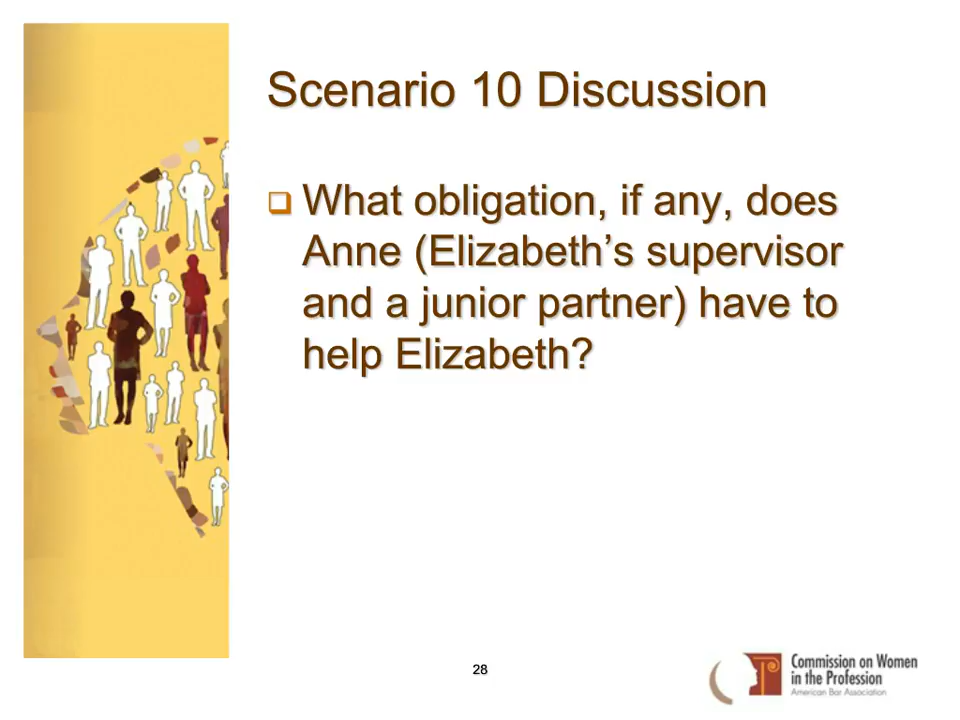 Scenario 10 Discussion
What obligation, if any, does
Anne (Elizabeth’s supervisor
and a junior partner) have to
help Elizabeth?
28
Commission on Women
in the Profession
American Bar Association